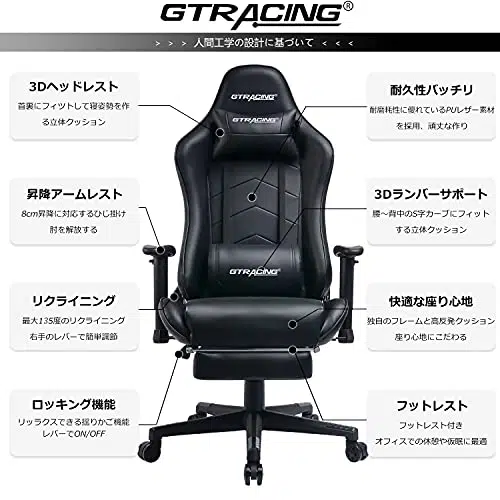 GTRACING®
> > > 人間工学の設計に基づいて < < <
3Dヘッドレスト
首裏にフィットして寝姿勢を作
る立体クッション
昇降アームレスト
8cm昇降に対応するひじ掛け
肘を解放する
リクライニング
最大135度のリクライニング
右手のレバーで簡単調節
ロッキング機能
リラックスできる揺りかご機能
レバーでON/OFF
GTRACING®
GTRACING
GTRACING®
耐久性バッチリ
耐磨耗性に優れているPUレザー素材
を採用、頑丈な作り
3Dランバーサポート
腰～背中のS字カーブにフィット
する立体クッション
快適な座り心地
独自のフレームと高反発クッション
座り心地にこだわる
フットレスト
フットレスト付き
オフィスでの休憩や仮眠に最適